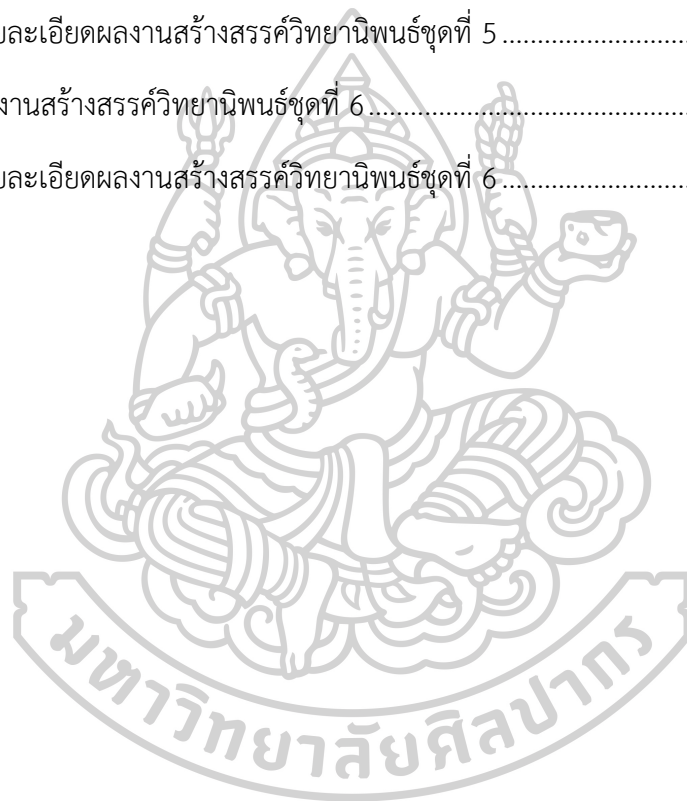 ยละเอียดผลงานสร้างสรรค์วิทยานิพนธ์ชุดที่ 5 ................................
งานสร้างสรรค์วิทยานิพนธ์ชุดที่ 6 ......................................................
ยละเอียดผลงานสร้างสรรค์วิทยานิพนธ์ชุดที่ 6 ................................
มหาวิทยาลัยศิลปากร